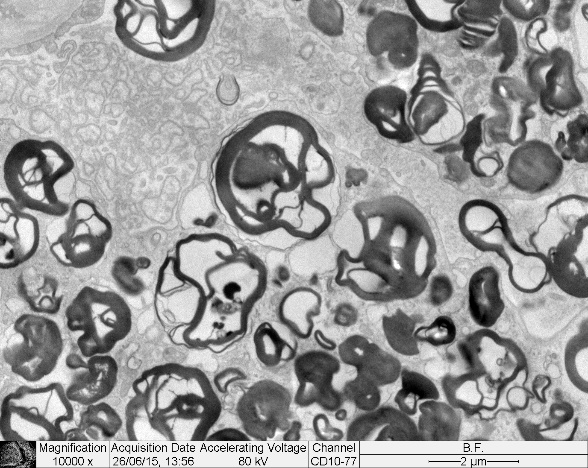 Magnification Acquisition Date Accelerating Voltage Channel B.F.
10000 x 26/06/15, 13:56 80 kV CD10-77 2 µm